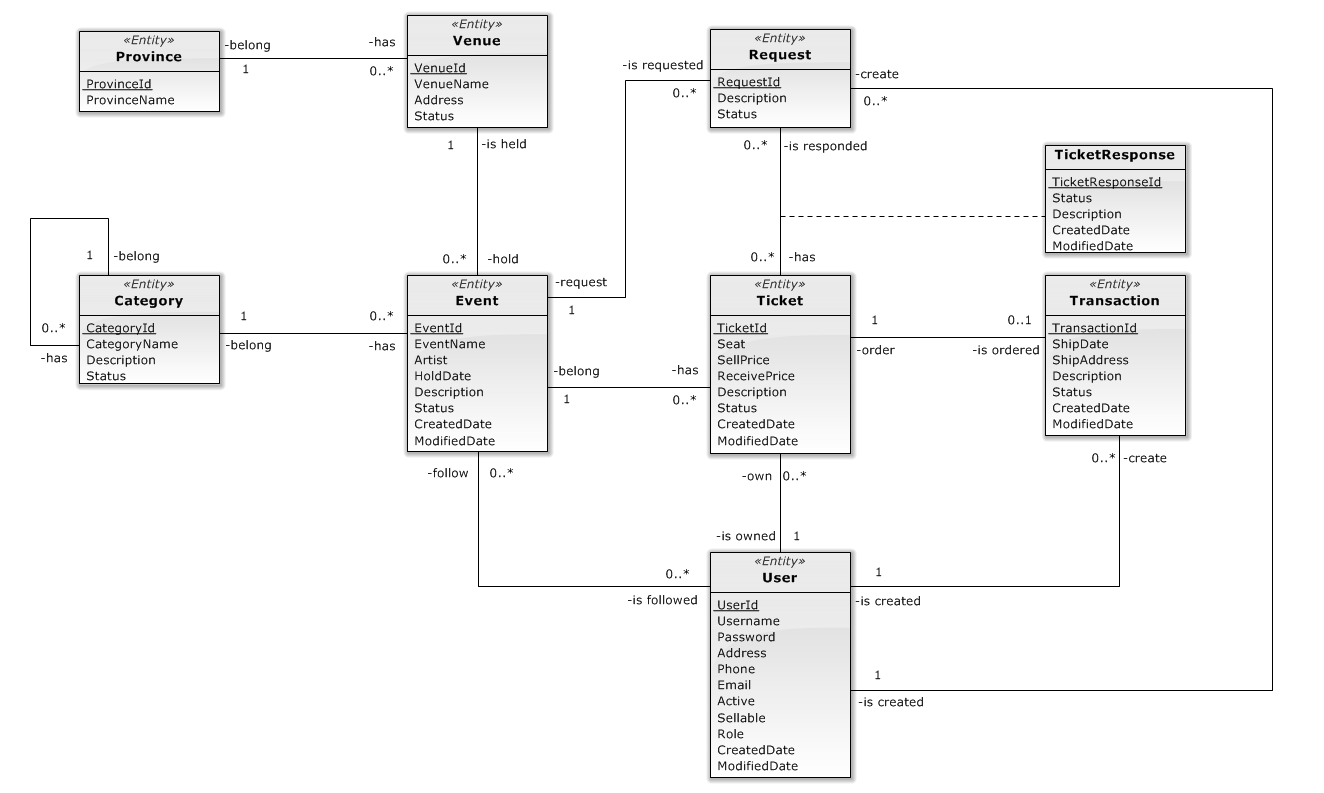 «Entity»
Province
ProvinceId
ProvinceName
-belong
1
-has
0..*
«Entity»
Venue
VenueId
VenueName
Address
Status
1
-is held
0..*
-hold
«Entity»
Request
RequestId
Description
Status
-is requested
0..*
-create
0..*
0..*
-is responded
TicketResponse
TicketResponseId
Status
Description
CreatedDate
ModifiedDate
0..*
-has
1
-belong
«Entity»
Category
CategoryId
CategoryName
Description
Status
0..*
-has
1
-belong
0..*
-has
«Entity»
Event
EventId
EventName
Artist
HoldDate
Description
Status
CreatedDate
ModifiedDate
-request
1
-belong
1
-has
0..*
«Entity»
Ticket
TicketId
Seat
SellPrice
ReceivePrice
Description
Status
CreatedDate
ModifiedDate
1
-order
0..1
-is ordered
«Entity»
Transaction
TransactionId
ShipDate
ShipAddress
Description
Status
CreatedDate
ModifiedDate
0..*
-create
-follow
0..*
-own
0..*
-is owned
1
0..*
-is followed
«Entity»
User
UserId
Username
Password
Address
Phone
Email
Active
Sellable
Role
CreatedDate
ModifiedDate
1
-is created
1
-is created